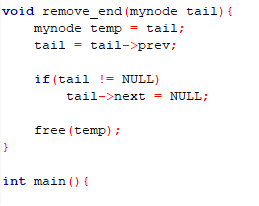 void remove_end(mynode tail){
    mynode temp = tail;
    tail = tail->prev;

    if(tail != NULL)
        tail->next = NULL;

    free(temp);
}

int main(){